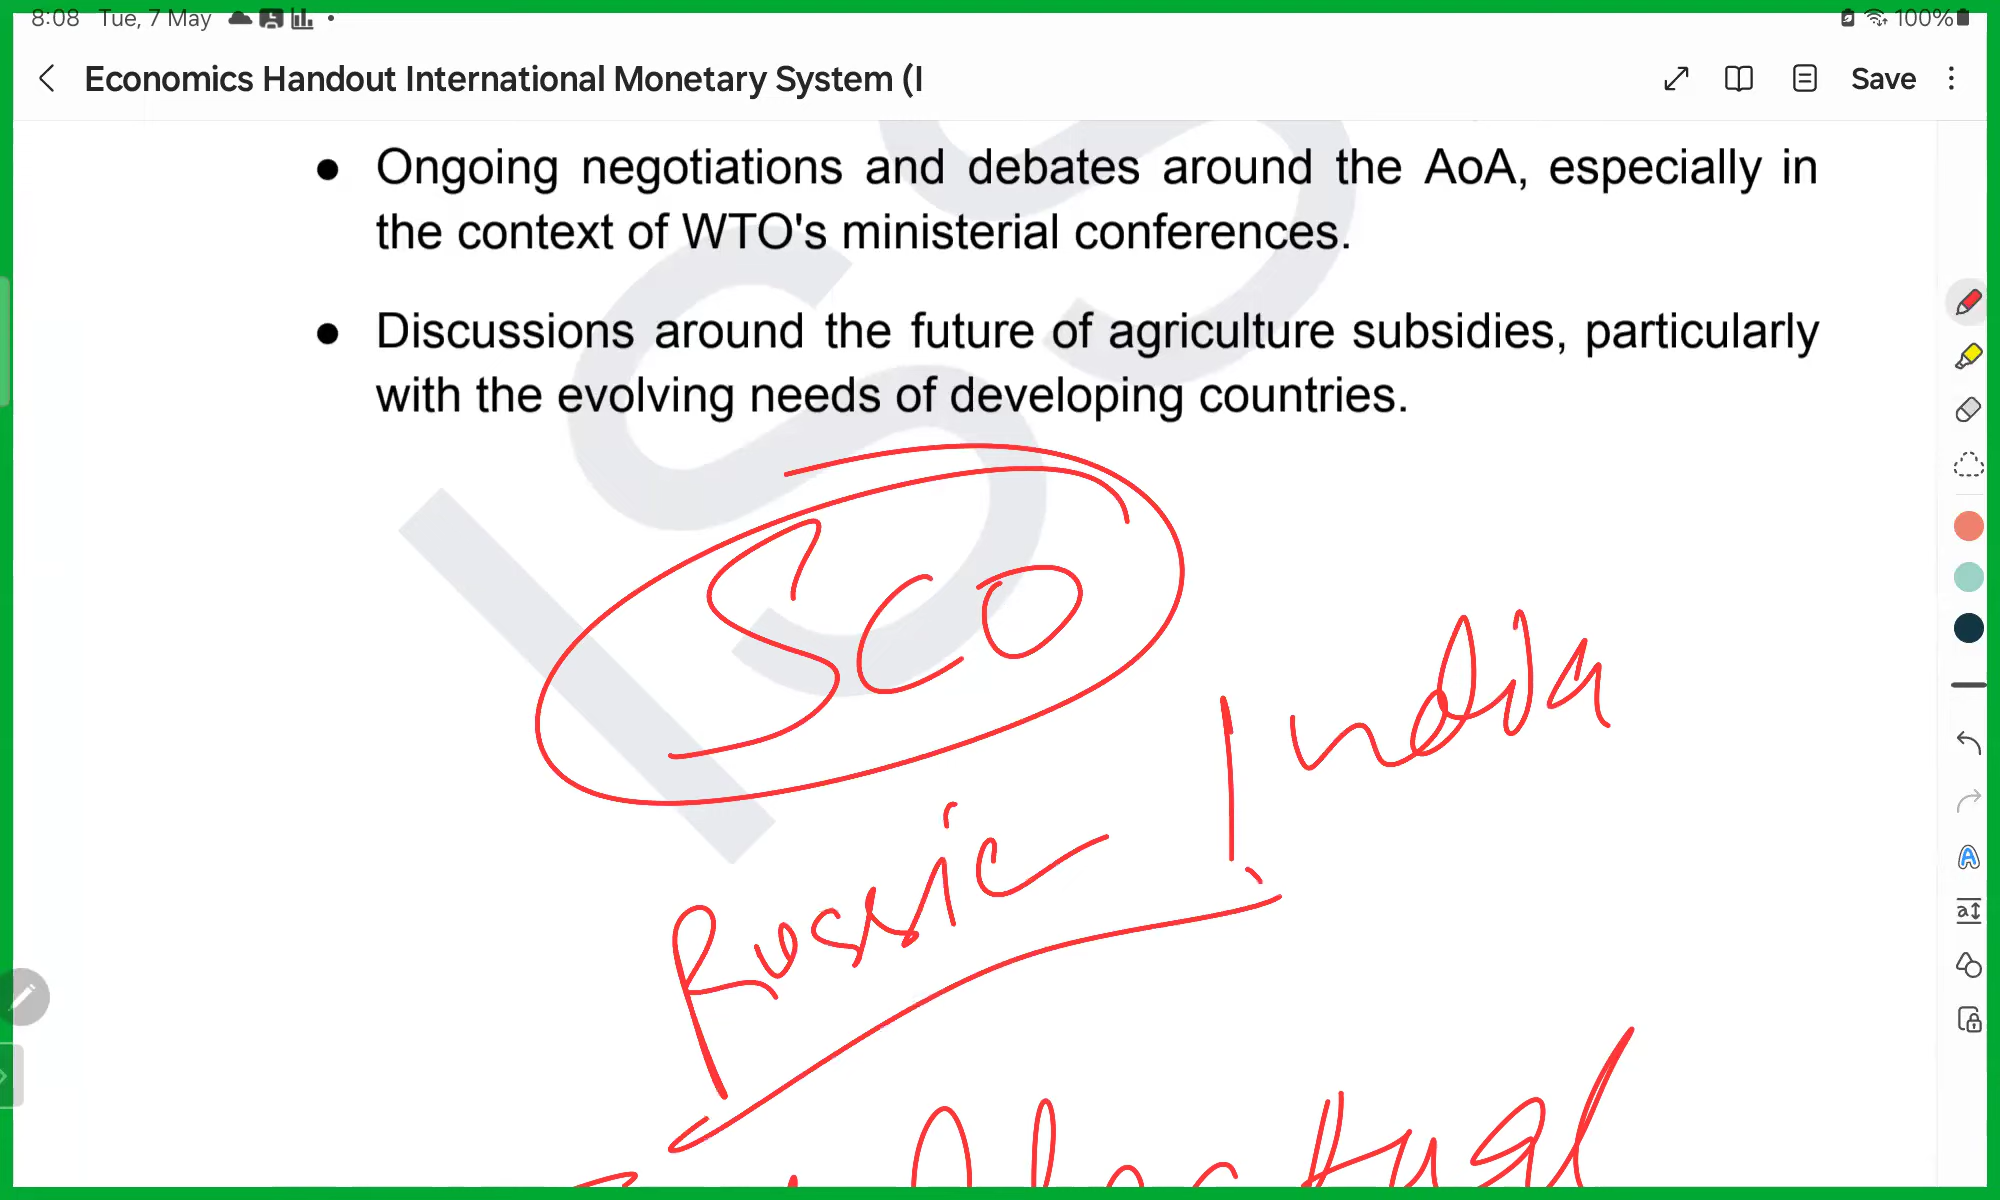 8:08 Tue, 7 May 100%
Economics Handout International Monetary System (I
Save
● Ongoing negotiations and debates around the AoA, especially in
the context of WTO's ministerial conferences.
● Discussions around the future of agriculture subsidies, particularly
with the evolving needs of developing countries.
SCO
India
Russia